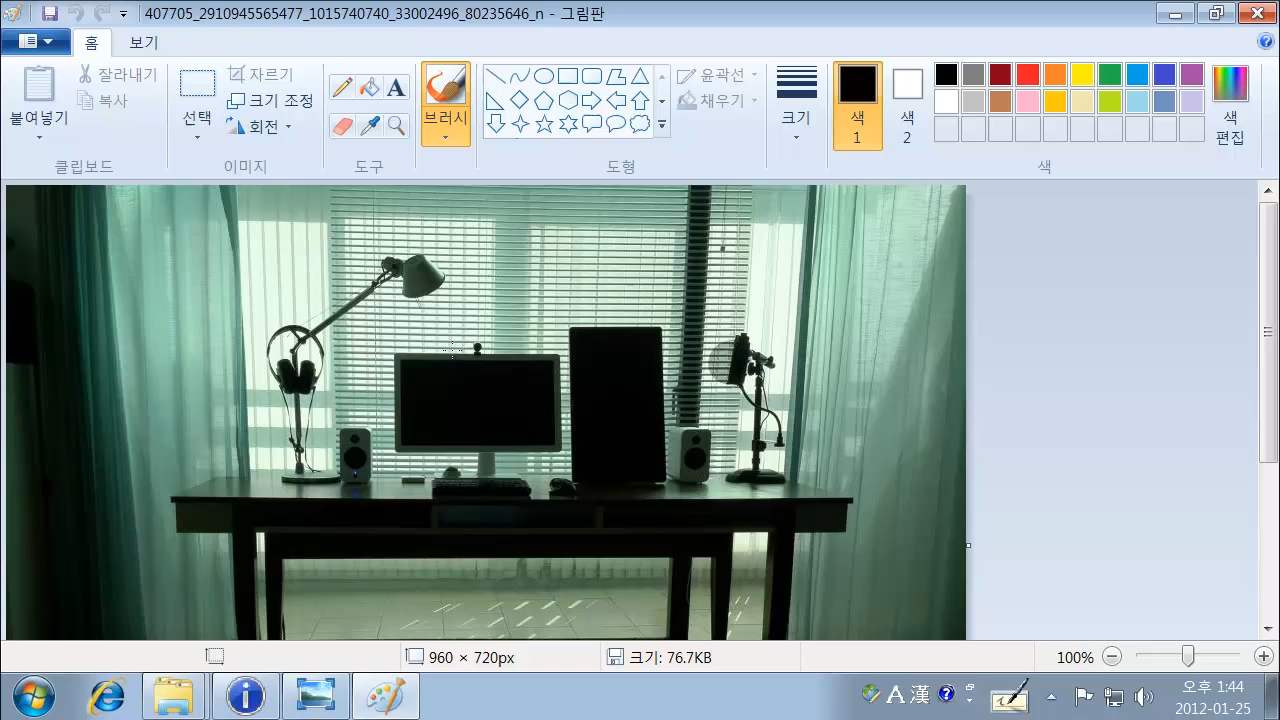 407705_2910945565477_1015740740_33002496_80235646_n - 그림판
홈 보기
붙여넣기 잘라내기 복사
선택 자르기 크기 조정 회전
A
브러시
윤곽선 채우기
크기
색 1
색 2
색 편집
클립보드 이미지 도구 도형 색
960 × 720px 크기: 76.7KB 100%
A 漢 오후 1:44
2012-01-25